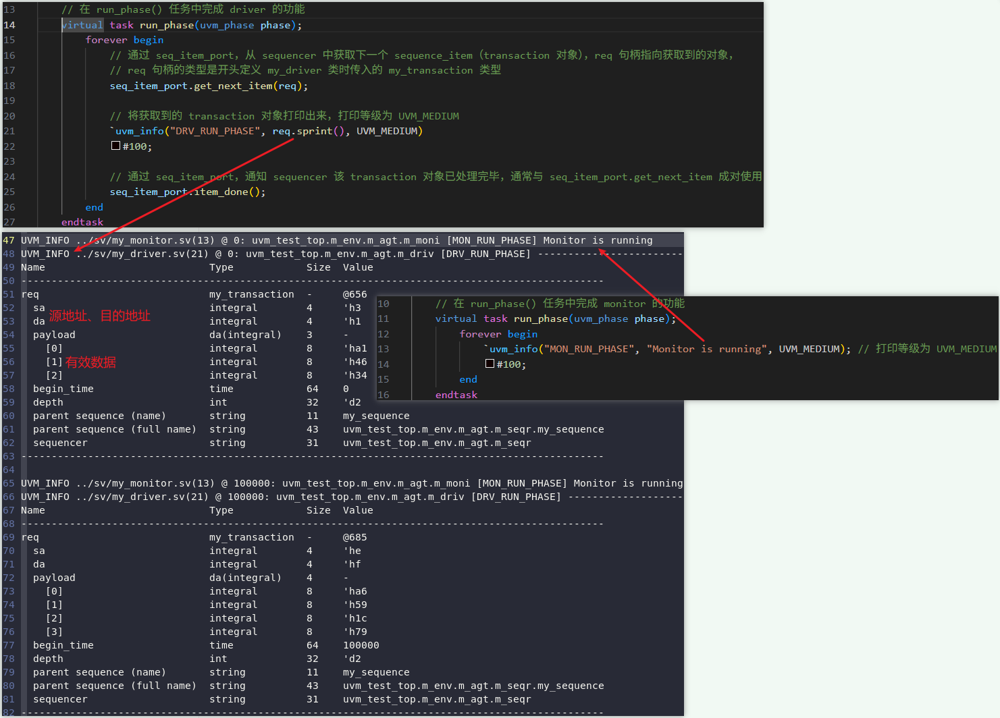 13 // 在 run_phase() 任务中完成 driver 的功能
14 virtual task run_phase(uvm_phase phase);
15 forever begin
16 // 通过 seq_item_port，从 sequencer 中获取下一个 sequence_item（transaction 对象），req 句柄指向获取到的对象，
17 // req 句柄的类型是开头定义 my_driver 类时传入的 my_transaction 类型
18 seq_item_port.get_next_item(req);
19
20 // 将获取到的 transaction 对象打印出来，打印等级为 UVM_MEDIUM
21 `uvm_info("DRV_RUN_PHASE", req.sprint(), UVM_MEDIUM)
22 #100;
23
24 // 通过 seq_item_port，通知 sequencer 该 transaction 对象已处理完毕，通常与 seq_item_port.get_next_item 成对使用
25 seq_item_port.item_done();
26 end
27 endtask
47 UVM_INFO ../sv/my_monitor.sv(13) @ 0: uvm_test_top.m_env.m_agt.m_moni [MON_RUN_PHASE] Monitor is running
48 UVM_INFO ../sv/my_driver.sv(21) @ 0: uvm_test_top.m_env.m_agt.m_driv [DRV_RUN_PHASE] ------------------------
49 Name Type Size Value
50 ------------------------------------------------------------------------------------------------
51 req my_transaction - @656
52 sa integral 4 'h3
源地址、目的地址
53 da integral 4 'h1
54 payload da(integral) 3 -
55 [0] integral 8 'ha1
56 [1] 有效数据 integral 8 'h46
57 [2] integral 8 'h34
58 begin_time time 64 0
59 depth int 32 'd2
60 parent sequence (name) string 11 my_sequence
61 parent sequence (full name) string 43 uvm_test_top.m_env.m_agt.m_seqr.my_sequence
62 sequencer string 31 uvm_test_top.m_env.m_agt.m_seqr
63 ------------------------------------------------------------------------------------------------
64
10 // 在 run_phase() 任务中完成 monitor 的功能
11 virtual task run_phase(uvm_phase phase);
12 forever begin
13 `uvm_info("MON_RUN_PHASE", "Monitor is running", UVM_MEDIUM); // 打印等级为 UVM_MEDIUM
14 #100;
15 end
16 endtask
65 UVM_INFO ../sv/my_monitor.sv(13) @ 100000: uvm_test_top.m_env.m_agt.m_moni [MON_RUN_PHASE] Monitor is running
66 UVM_INFO ../sv/my_driver.sv(21) @ 100000: uvm_test_top.m_env.m_agt.m_driv [DRV_RUN_PHASE] -------------------
67 Name Type Size Value
68 ------------------------------------------------------------------------------------------------
69 req my_transaction - @685
70 sa integral 4 'he
71 da integral 4 'hf
72 payload da(integral) 4 -
73 [0] integral 8 'ha6
74 [1] integral 8 'h59
75 [2] integral 8 'h1c
76 [3] integral 8 'h79
77 begin_time time 64 100000
78 depth int 32 'd2
79 parent sequence (name) string 11 my_sequence
80 parent sequence (full name) string 43 uvm_test_top.m_env.m_agt.m_seqr.my_sequence
81 sequencer string 31 uvm_test_top.m_env.m_agt.m_seqr
82 ------------------------------------------------------------------------------------------------